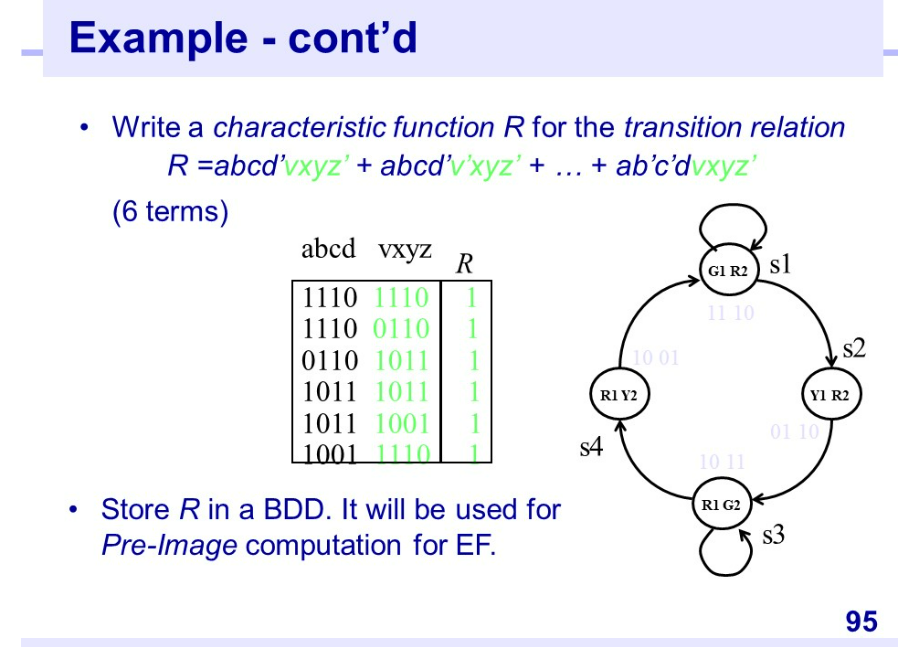 Example - cont’d
• Write a characteristic function R for the transition relation
R =abcd’vxyz’ + abcd’v’xyz’ + … + ab’c’dvxyz’
(6 terms)
abcd vxyz R
1110 1110 1
1110 0110 1
0110 1011 1
1011 1011 1
1011 1001 1
1001 1110 1
G1 R2 s1
11 10
s2
10 01
R1 Y2
Y1 R2
s4
01 10
10 11
R1 G2
s3
• Store R in a BDD. It will be used for
Pre-Image computation for EF.
95